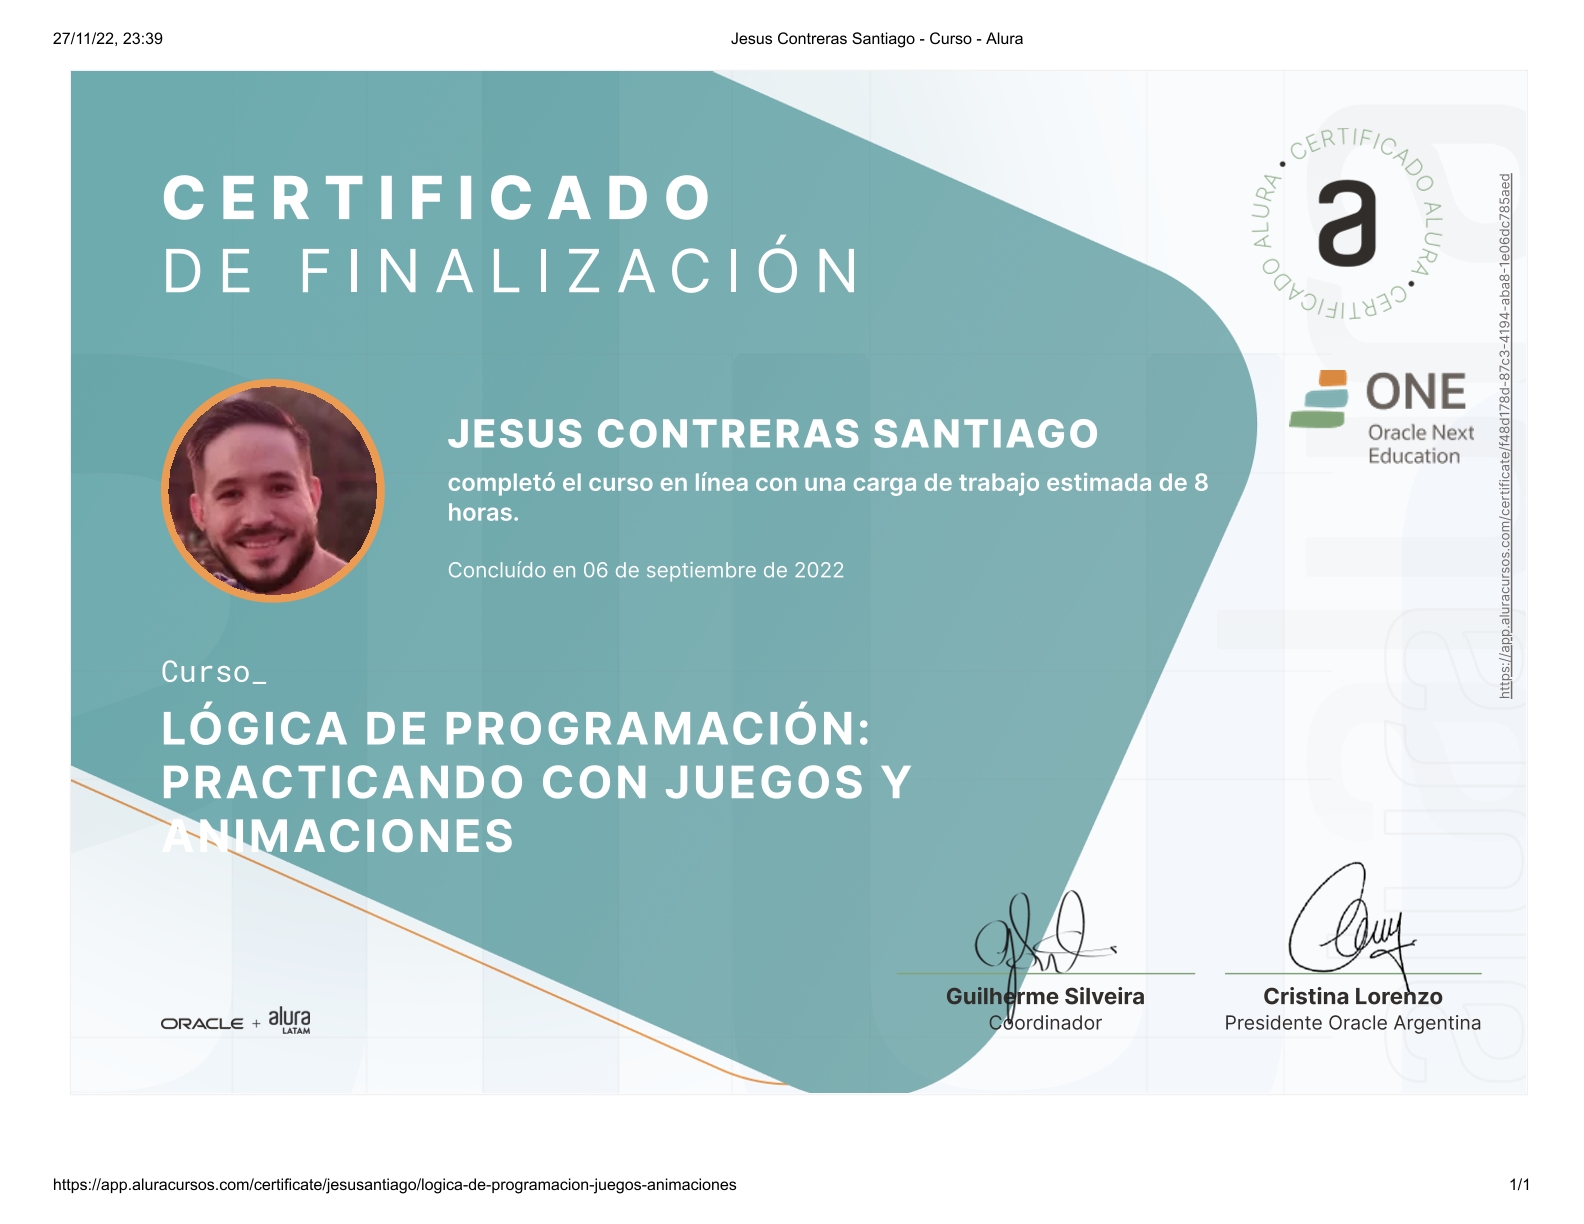 27/11/22, 23:39
Jesus Contreras Santiago - Curso - Alura
CERTIFICADO
DE FINALIZACIÓN
CERTIFICADO ALURA • CERTIFICADO ALURA •
a
ONE
Oracle Next
Education
https://app.aluracursos.com/certificate/f48d178d-87c3-4194-aba8-1e06dc785aed
JESUS CONTRERAS SANTIAGO
completó el curso en línea con una carga de trabajo estimada de 8
horas.
Concluído en 06 de septiembre de 2022
Curso_
LÓGICA DE PROGRAMACIÓN:
PRACTICANDO CON JUEGOS Y
ANIMACIONES
alura
Guilherme Silveira
Coordinador
Cristina Lorenzo
Presidente Oracle Argentina
ORACLE + alura
LATAM
https://app.aluracursos.com/certificate/jesusantiago/logica-de-programacion-juegos-animaciones
1/1